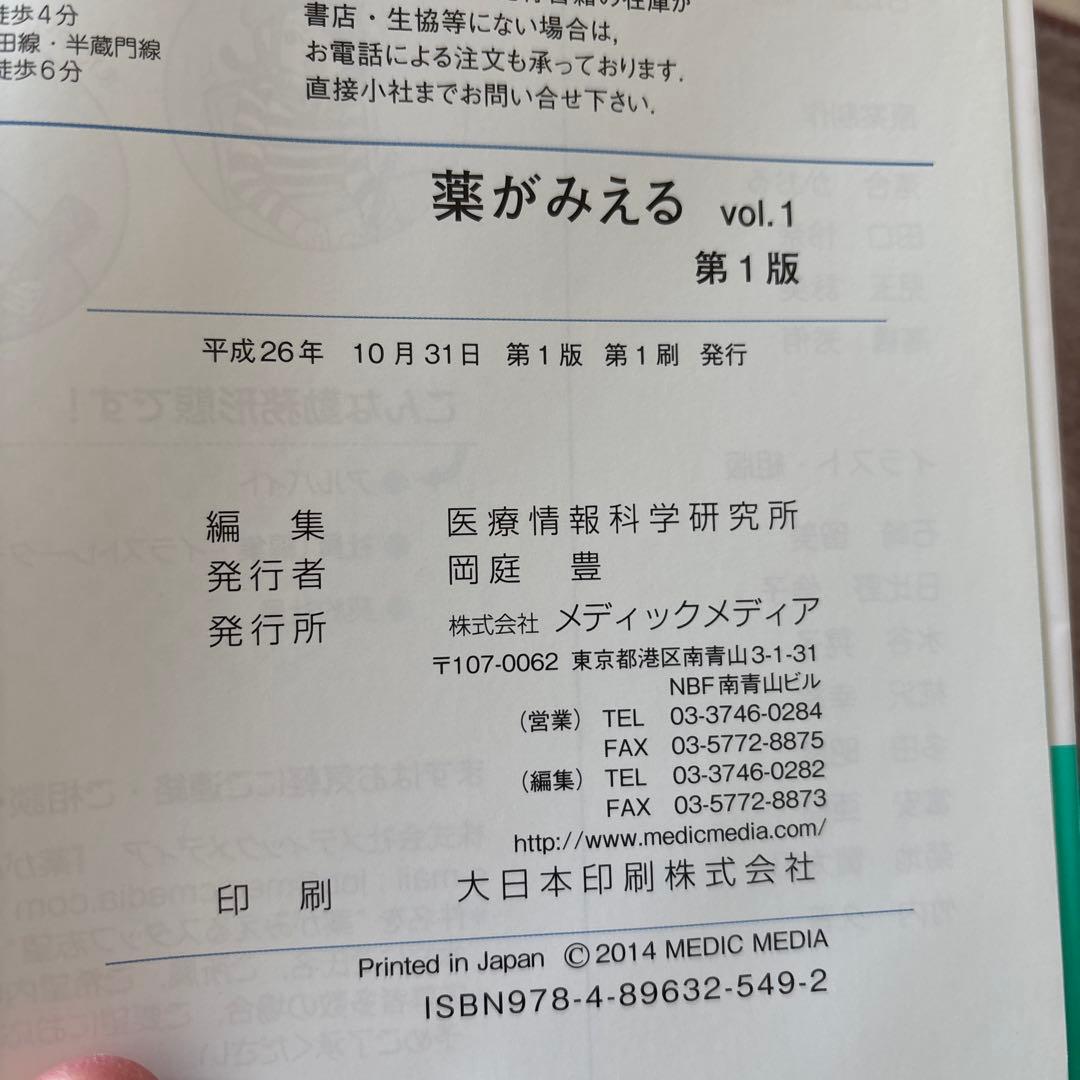 徒歩4分
田線・半蔵門線
徒歩6分
書店・生協等にない場合は,
お電話による注文も承っております.
直接小社までお問い合せ下さい.
薬がみえる vol.1
第1版
平成26年 10月31日 第1版 第1刷 発行
編 集 医療情報科学研究所
発行者 岡庭 豊
発行所 株式会社 メディックメディア
〒107-0062 東京都港区南青山3-1-31
NBF南青山ビル
(営業) TEL 03-3746-0284
FAX 03-5772-8875
(編集) TEL 03-3746-0282
FAX 03-5772-8873
http://www.medicmedia.com/
印 刷 大日本印刷株式会社
Printed in Japan ©2014 MEDIC MEDIA
ISBN978-4-89632-549-2